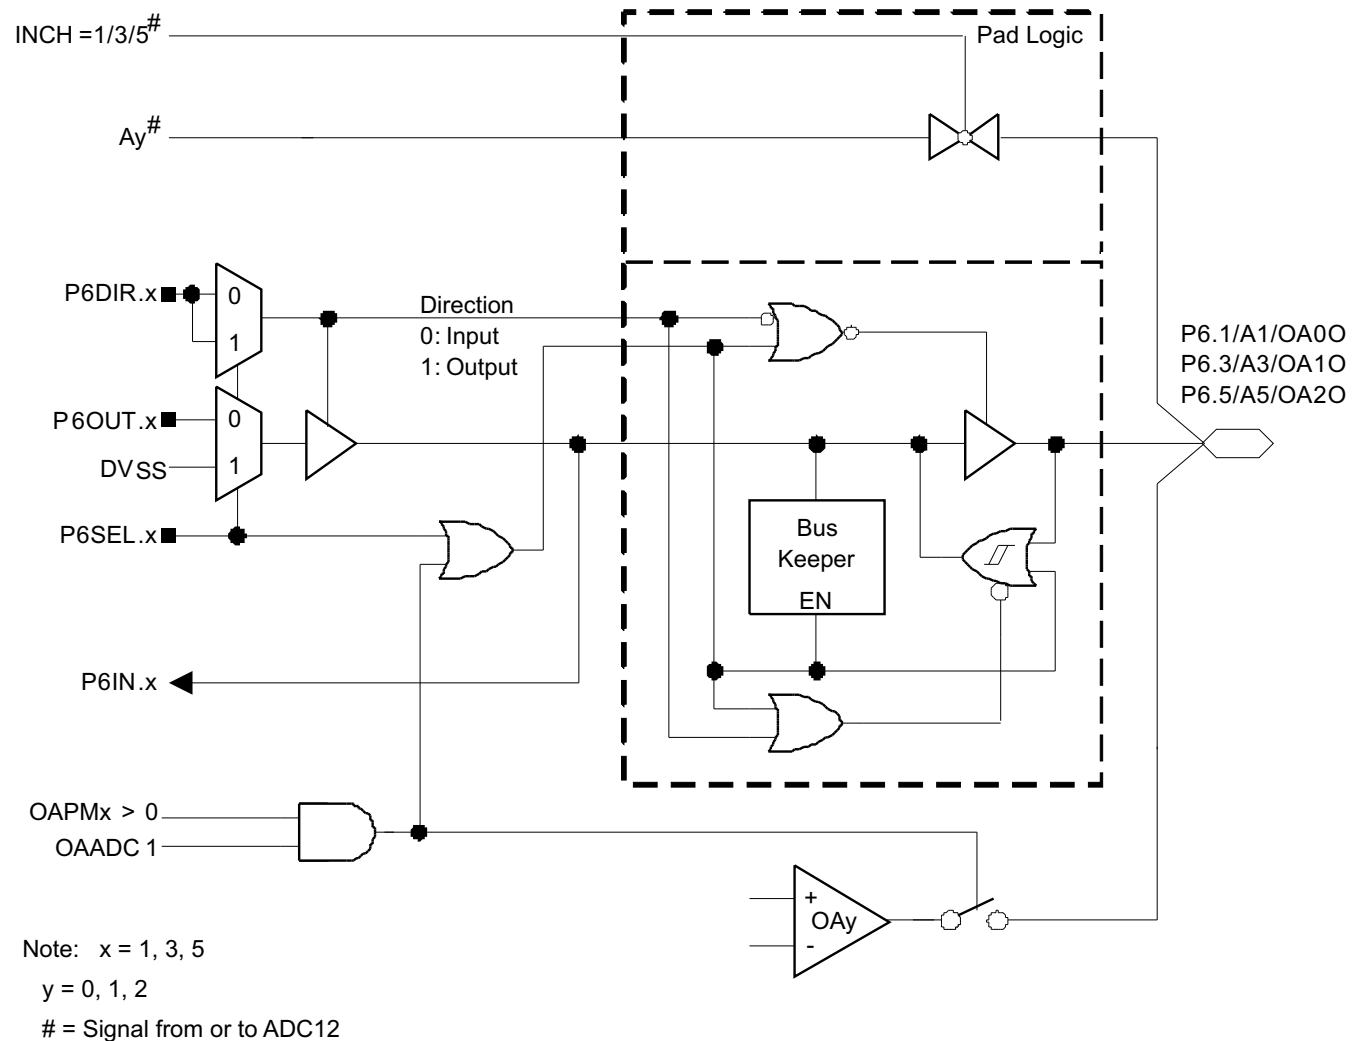 INCH =1/3/5#
Pad Logic
Ay#
P6DIR.x
0
1
Direction
0: Input
1: Output
P6.1/A1/OA0O
P6.3/A3/OA1O
P6.5/A5/OA2O
P6OUT.x
0
DVSS
1
P6SEL.x
Bus
Keeper
EN
P6IN.x
OAPMx > 0
OAADC 1
+
OAy
-
Note: x = 1, 3, 5
y = 0, 1, 2
# = Signal from or to ADC12